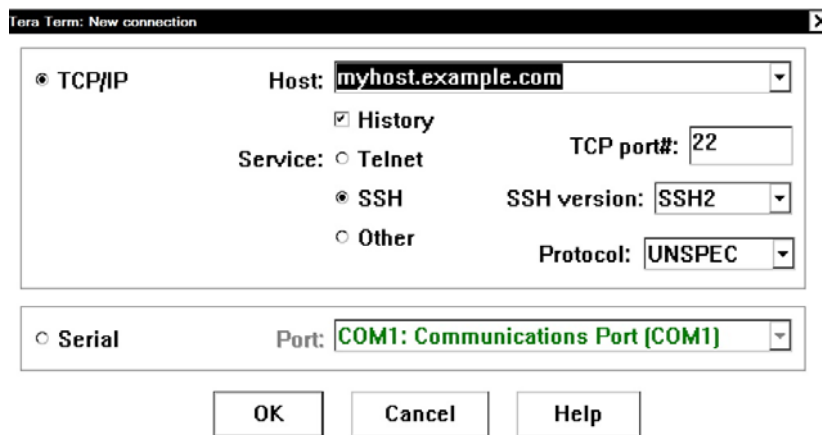 Tera Term: New connection
TCP/IP Host: myhost.example.com
History
Service: Telnet TCP port#: 22
SSH SSH version: SSH2
Other Protocol: UNSPEC
Serial Port: COM1: Communications Port (COM1)
OK Cancel Help